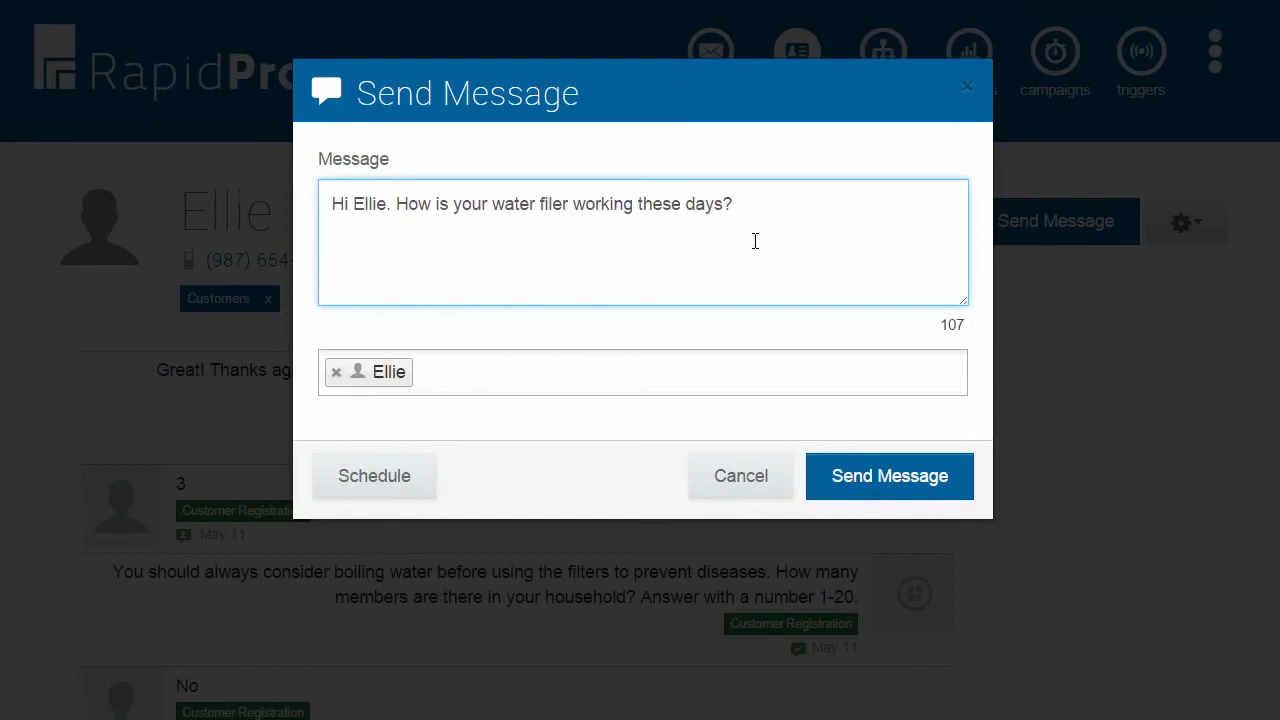 RapidPro
campaigns
triggers
Send Message
×
Message
Hi Ellie. How is your water filer working these days?
107
Ellie
Schedule
Cancel
Send Message
Ellie
(987) 654
Customers x
Send Message
Great! Thanks ag
3
Customer Registrati
May 11
You should always consider boiling water before using the filters to prevent diseases. How many
members are there in your household? Answer with a number 1-20.
Customer Registration
May 11
No
Customer Registration